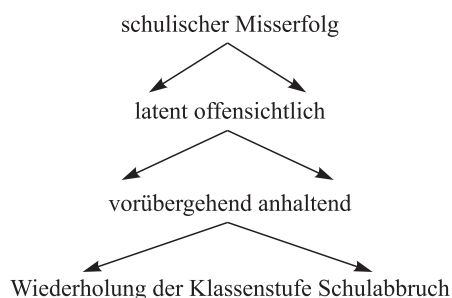 schulischer Misserfolg
latent offensichtlich
vorübergehend anhaltend
Wiederholung der Klassenstufe Schulabbruch